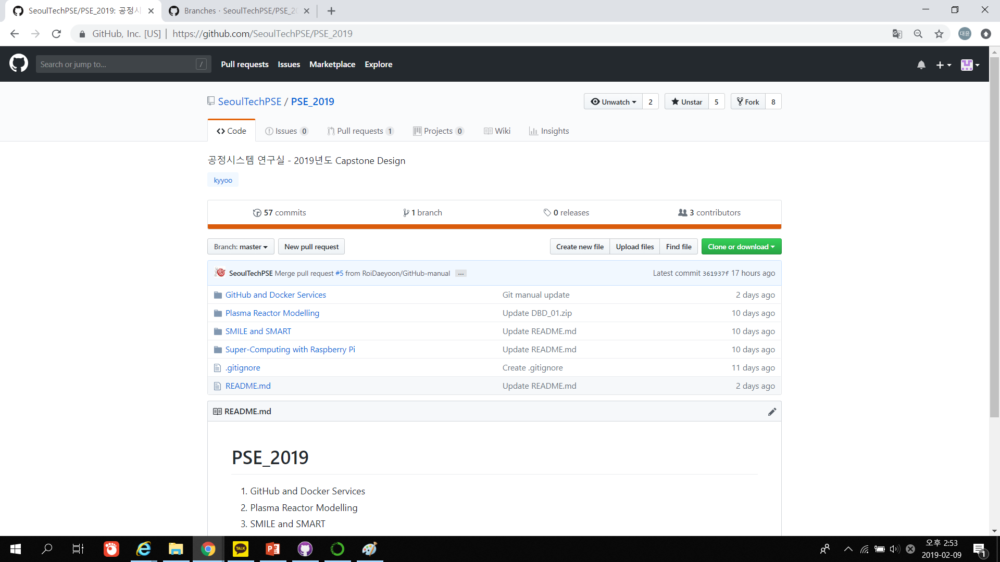 SeoulTechPSE/PSE_2019: 공정시
Branches · SeoulTechPSE/PSE_20
GitHub, Inc. [US] | https://github.com/SeoulTechPSE/PSE_2019
대윤
Search or jump to... /
Pull requests Issues Marketplace Explore
SeoulTechPSE / PSE_2019
Unwatch 2 Unstar 5 Fork 8
Code Issues 0 Pull requests 1 Projects 0 Wiki Insights
공정시스템 연구실 - 2019년도 Capstone Design
kyyoo
57 commits 1 branch 0 releases 3 contributors
Branch: master New pull request Create new file Upload files Find file Clone or download
SeoulTechPSE Merge pull request #5 from RoiDaeyoon/GitHub-manual ... Latest commit 361937f 17 hours ago
GitHub and Docker Services Git manual update 2 days ago
Plasma Reactor Modelling Update DBD_01.zip 10 days ago
SMILE and SMART Update README.md 10 days ago
Super-Computing with Raspberry Pi Update README.md 10 days ago
.gitignore Create .gitignore 11 days ago
README.md Update README.md 2 days ago
README.md
PSE_2019
1. GitHub and Docker Services
2. Plasma Reactor Modelling
3. SMILE and SMART
TALK
오후 2:53
2019-02-09
1